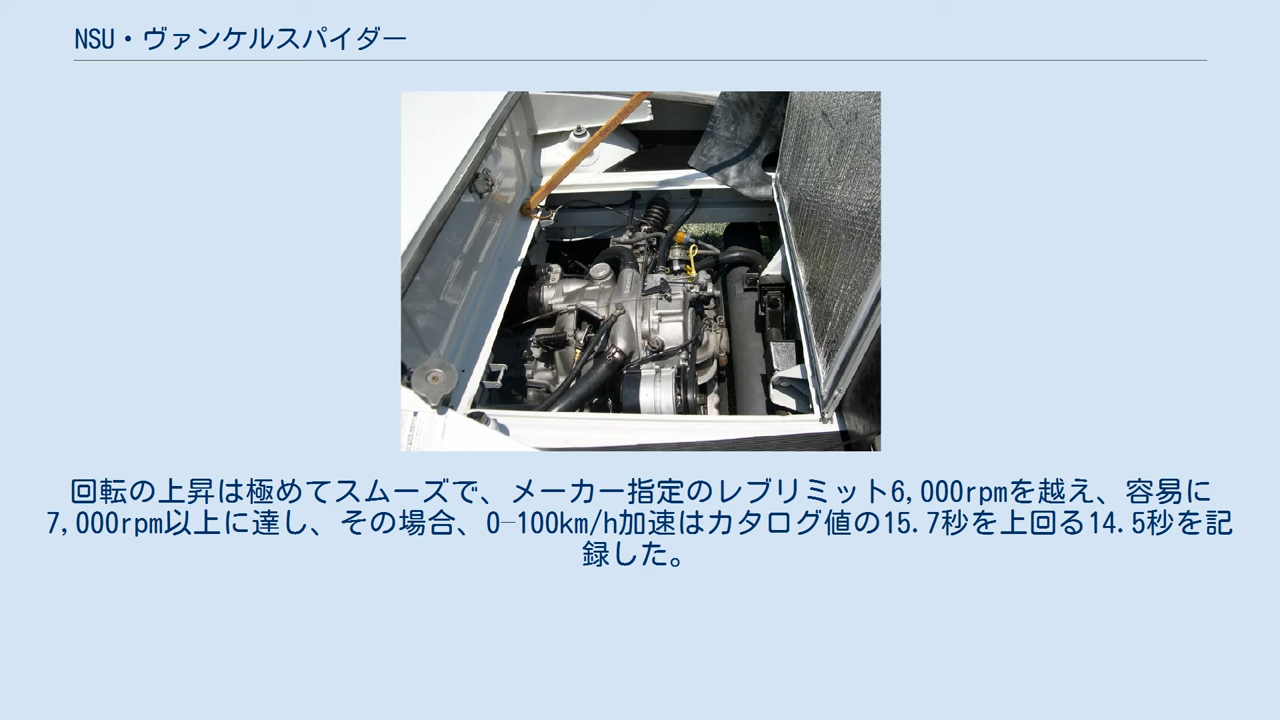 NSU・ヴァンケルスパイダー
回転の上昇は極めてスムーズで、メーカー指定のレブリミット6,000rpmを越え、容易に
7,000rpm以上に達し、その場合、0–100km/h加速はカタログ値の15.7秒を上回る14.5秒を記
録した。